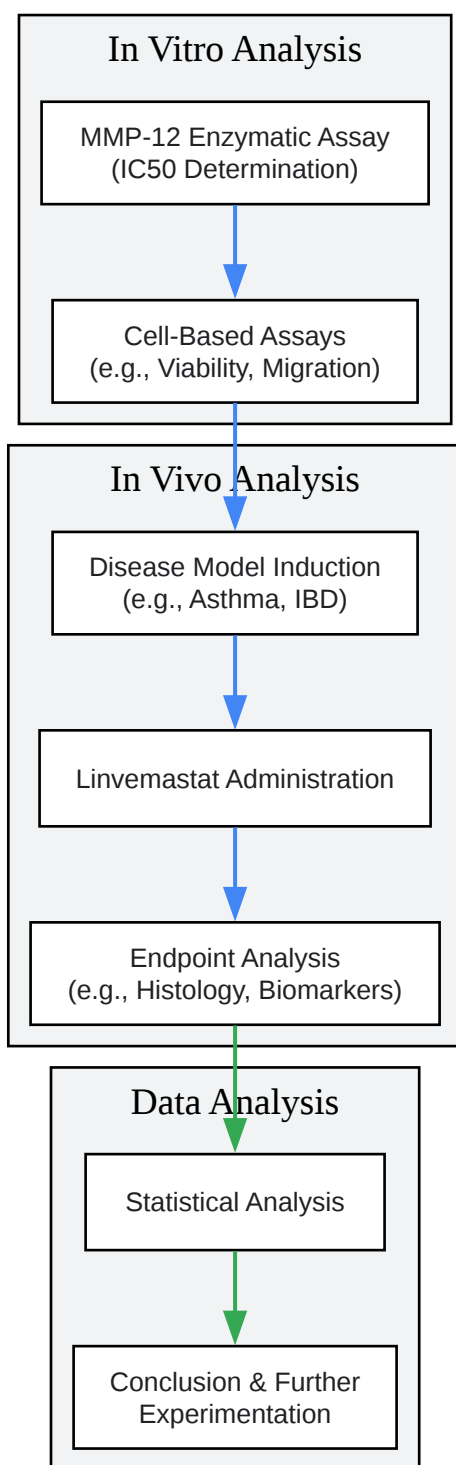 In Vitro Analysis
MMP-12 Enzymatic Assay
(IC50 Determination)
Cell-Based Assays
(e.g., Viability, Migration)
In Vivo Analysis
Disease Model Induction
(e.g., Asthma, IBD)
Linvemastat Administration
Endpoint Analysis
(e.g., Histology, Biomarkers)
Data Analysis
Statistical Analysis
Conclusion & Further
Experimentation